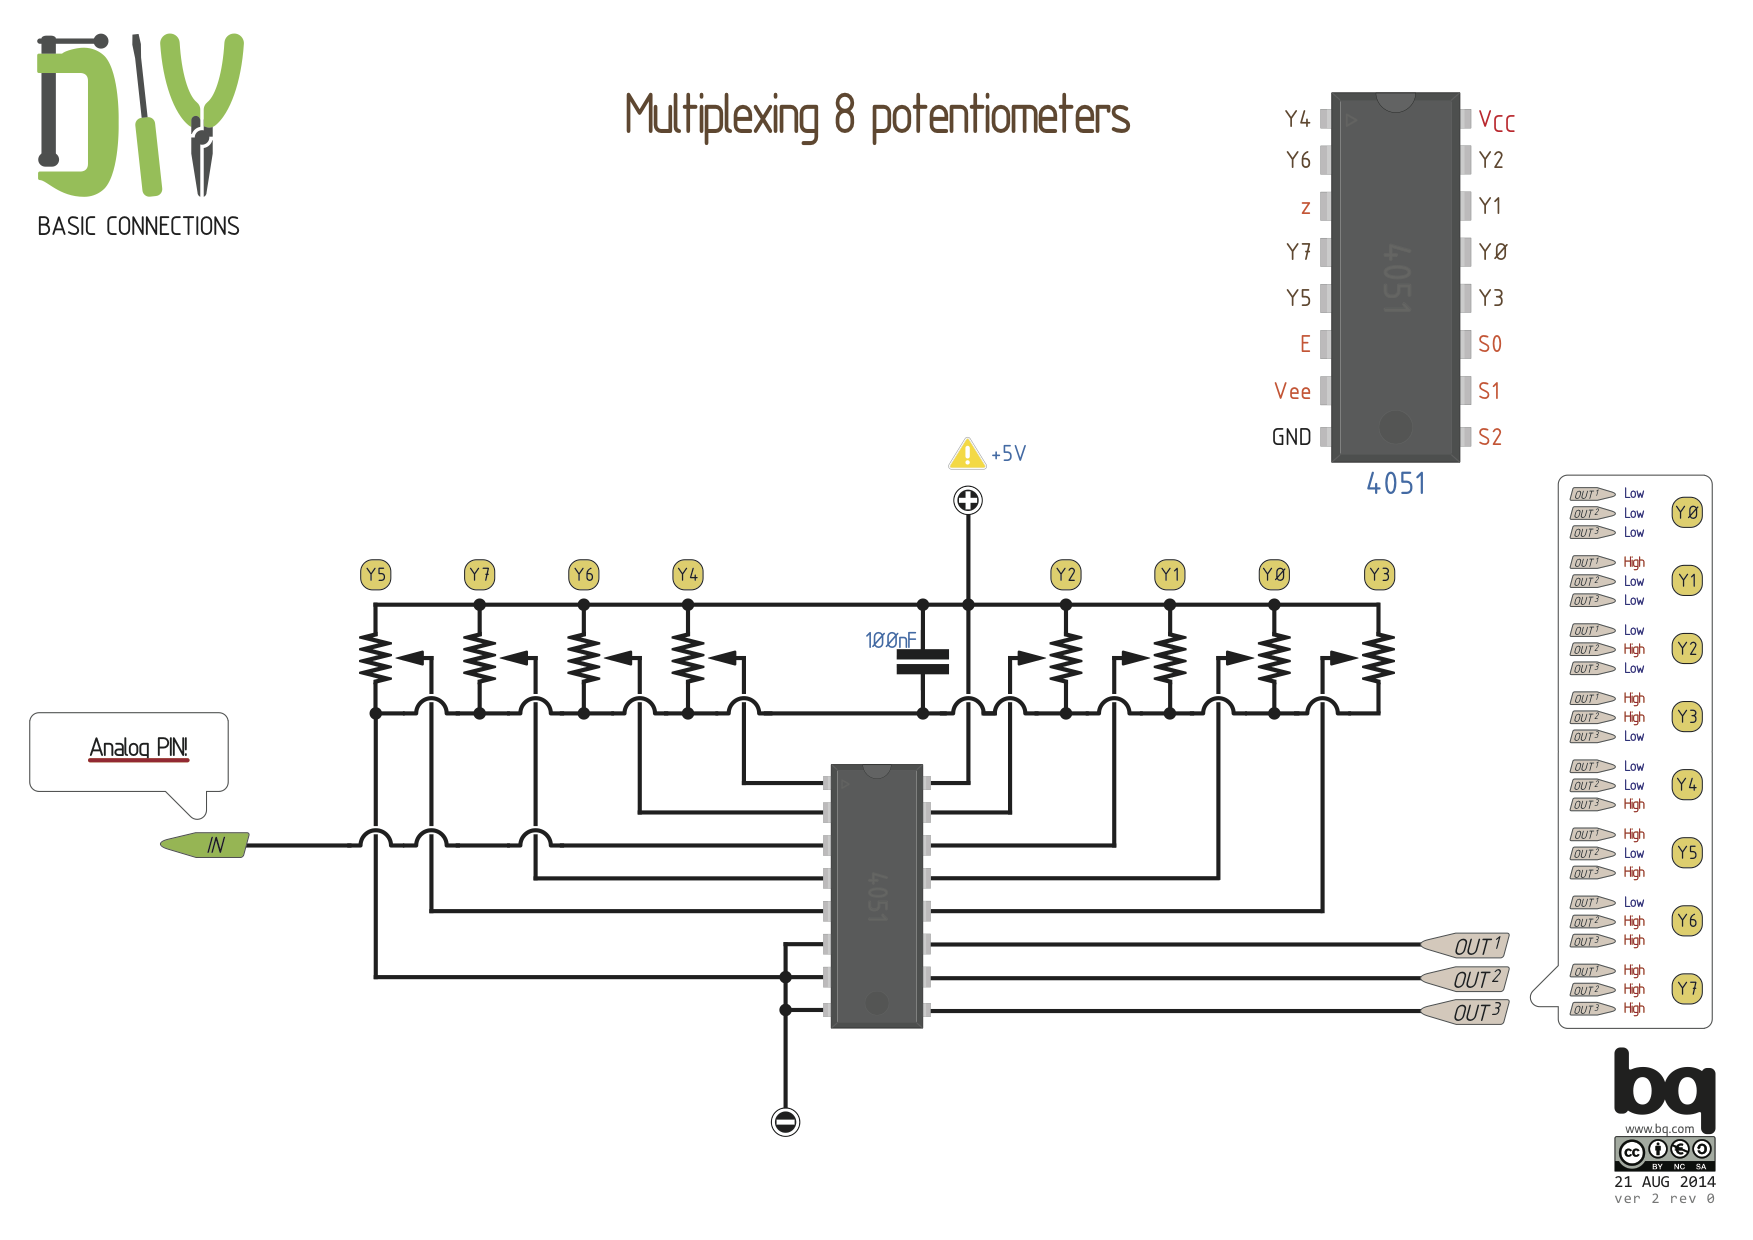 DIY
BASIC CONNECTIONS
Multiplexing 8 potentiometers
Y4
Y6
z
Y7
Y5
E
Vee
GND
VCC
Y2
Y1
YØ
Y3
S0
S1
S2
4051
4051
+5V
Y5 Y7 Y6 Y4 Y2 Y1 YØ Y3
100nF
Analog PIN!
IN
4051
OUT1
OUT2
OUT3
OUT1 Low
OUT2 Low YØ
OUT3 Low
OUT1 High
OUT2 Low Y1
OUT3 Low
OUT1 Low
OUT2 High Y2
OUT3 Low
OUT1 High
OUT2 High Y3
OUT3 Low
OUT1 Low
OUT2 Low Y4
OUT3 High
OUT1 High
OUT2 Low Y5
OUT3 High
OUT1 Low
OUT2 High Y6
OUT3 High
OUT1 High
OUT2 High Y7
OUT3 High
bq
www.bq.com
cc BY NC SA
21 AUG 2014
ver 2 rev 0